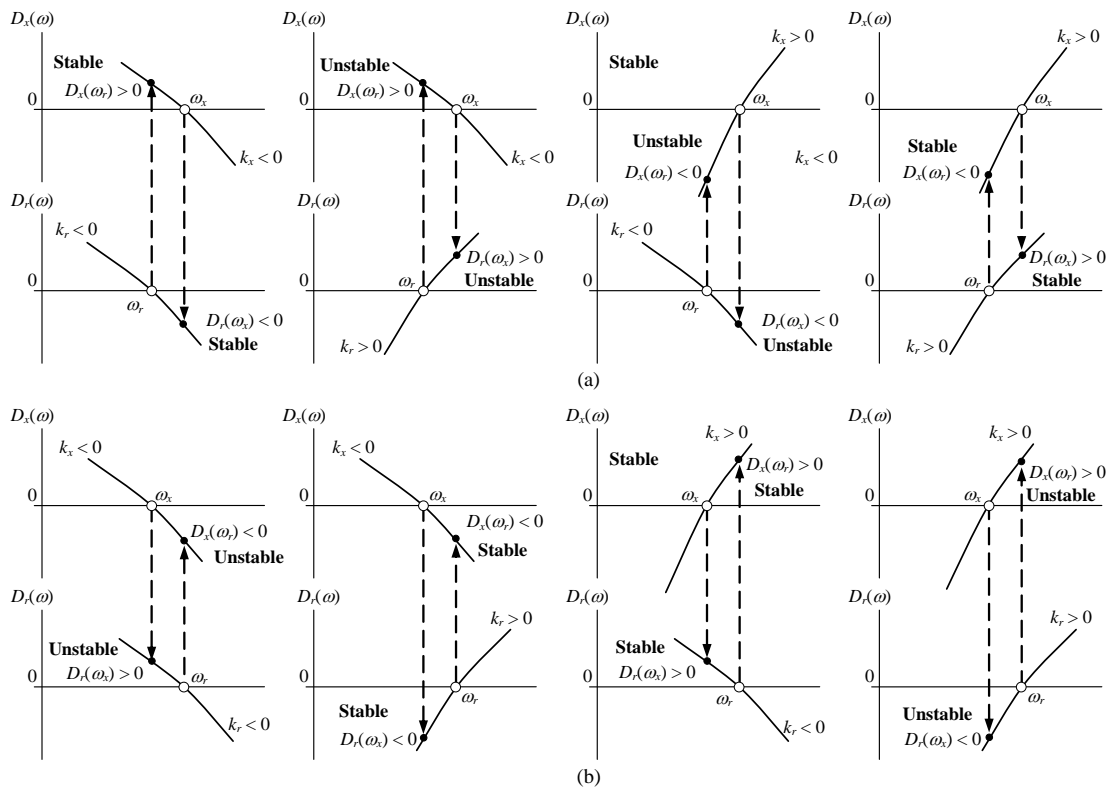 Dx(ω)
Stable
0
Dx(ωr) > 0
ωx
kx < 0
Dr(ω)
kr < 0
0
ωr
Dr(ωx) < 0
Stable
Dx(ω)
Unstable
0
Dx(ωr) > 0
ωx
kx < 0
Dr(ω)
0
ωr
Dr(ωx) > 0
Unstable
kr > 0
Dx(ω)
kx > 0
Stable
0
ωx
Unstable
Dx(ωr) < 0
kx < 0
Dr(ω)
kr < 0
0
ωr
Dr(ωx) < 0
Unstable
Dx(ω)
kx > 0
0
ωx
Stable
Dx(ωr) < 0
Dr(ω)
0
ωr
Dr(ωx) > 0
Stable
kr > 0
(a)
Dx(ω)
kx < 0
0
ωx
Dx(ωr) < 0
Unstable
Dr(ω)
Unstable
Dr(ωx) > 0
0
ωr
kr < 0
Dx(ω)
kx < 0
0
ωx
Dx(ωr) < 0
Stable
Dr(ω)
kr > 0
0
ωr
Stable
Dr(ωx) < 0
Dx(ω)
kx > 0
Stable
Dx(ωr) > 0
Stable
0
ωx
Dr(ω)
Stable
Dr(ωx) > 0
0
ωr
kr < 0
Dx(ω)
kx > 0
Dx(ωr) > 0
Unstable
0
ωx
Dr(ω)
kr > 0
0
ωr
Unstable
Dr(ωx) < 0
(b)